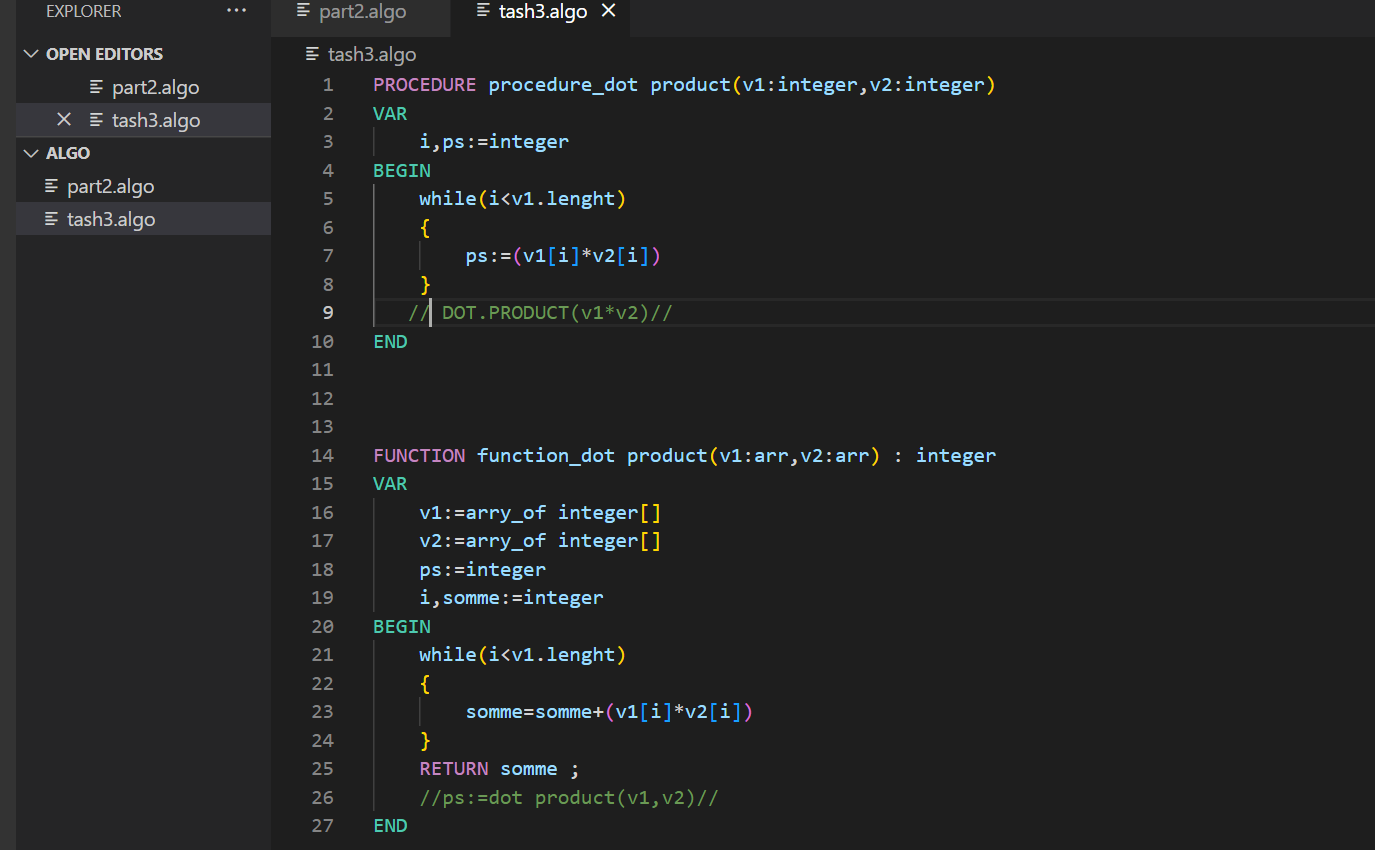 EXPLORER ...
OPEN EDITORS
part2.algo
tash3.algo
ALGO
part2.algo
tash3.algo
part2.algo tash3.algo
tash3.algo
1 PROCEDURE procedure_dot product(v1:integer,v2:integer)
2 VAR
3 i,ps:=integer
4 BEGIN
5 while(i<v1.lenght)
6 {
7 ps:=(v1[i]*v2[i])
8 }
9 // DOT.PRODUCT(v1*v2)//
10 END
11
12
13
14 FUNCTION function_dot product(v1:arr,v2:arr) : integer
15 VAR
16 v1:=arry_of integer[]
17 v2:=arry_of integer[]
18 ps:=integer
19 i,somme:=integer
20 BEGIN
21 while(i<v1.lenght)
22 {
23 somme=somme+(v1[i]*v2[i])
24 }
25 RETURN somme ;
26 //ps:=dot product(v1,v2)//
27 END